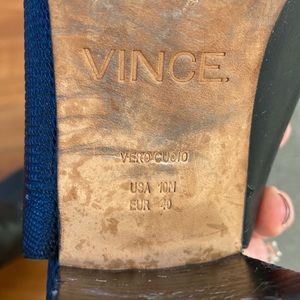 VINCE.
VERO CUOIO
USA 10M
EUR 40